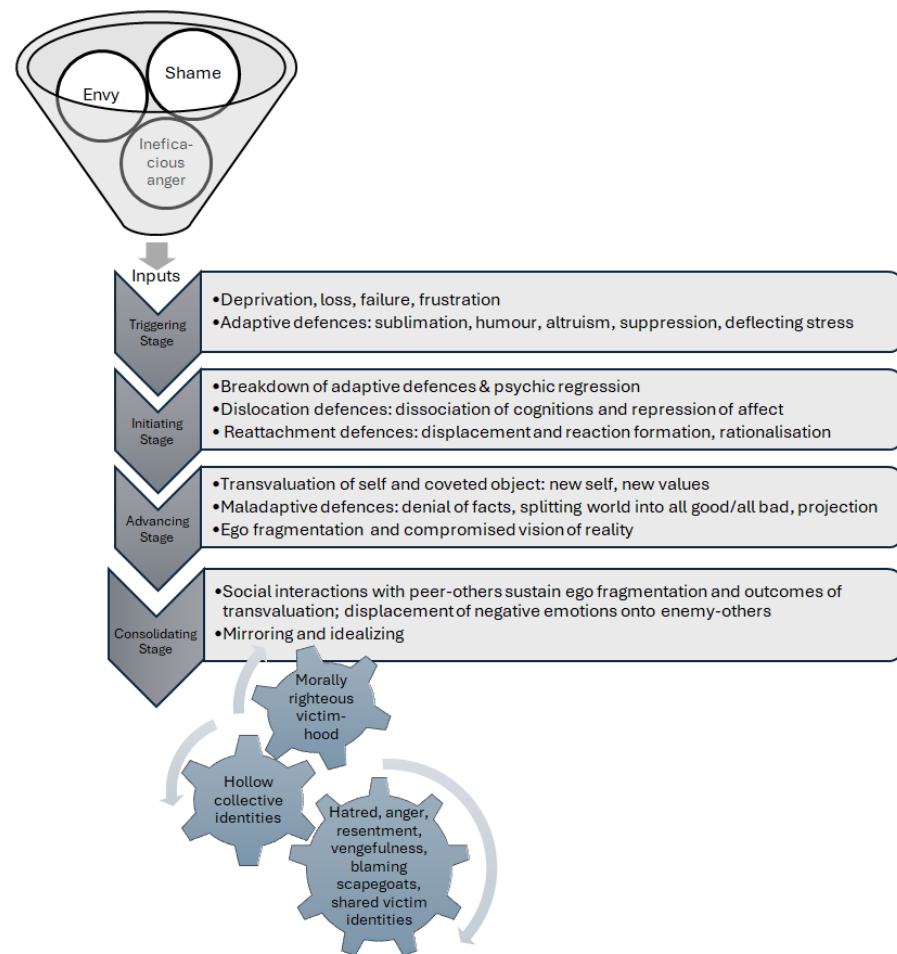 Shame
Envy
Inefica-
cious
anger
Inputs
Triggering
Stage
•Deprivation, loss, failure, frustration
•Adaptive defences: sublimation, humour, altruism, suppression, deflecting stress
Initiating
Stage
•Breakdown of adaptive defences & psychic regression
•Dislocation defences: dissociation of cognitions and repression of affect
• Reattachment defences: displacement and reaction formation, rationalisation
Advancing
Stage
•Transvaluation of self and coveted object: new self, new values
•Maladaptive defences: denial of facts, splitting world into all good/all bad, projection
•Ego fragmentation and compromised vision of reality
Consolidating
Stage
•Social interactions with peer-others sustain ego fragmentation and outcomes of
transvaluation; displacement of negative emotions onto enemy-others
•Mirroring and idealizing
Morally
righteous
victim-
hood
Hollow
collective
identities
Hatred, anger,
resentment,
vengefulness,
blaming
scapegoats,
shared victim
identities